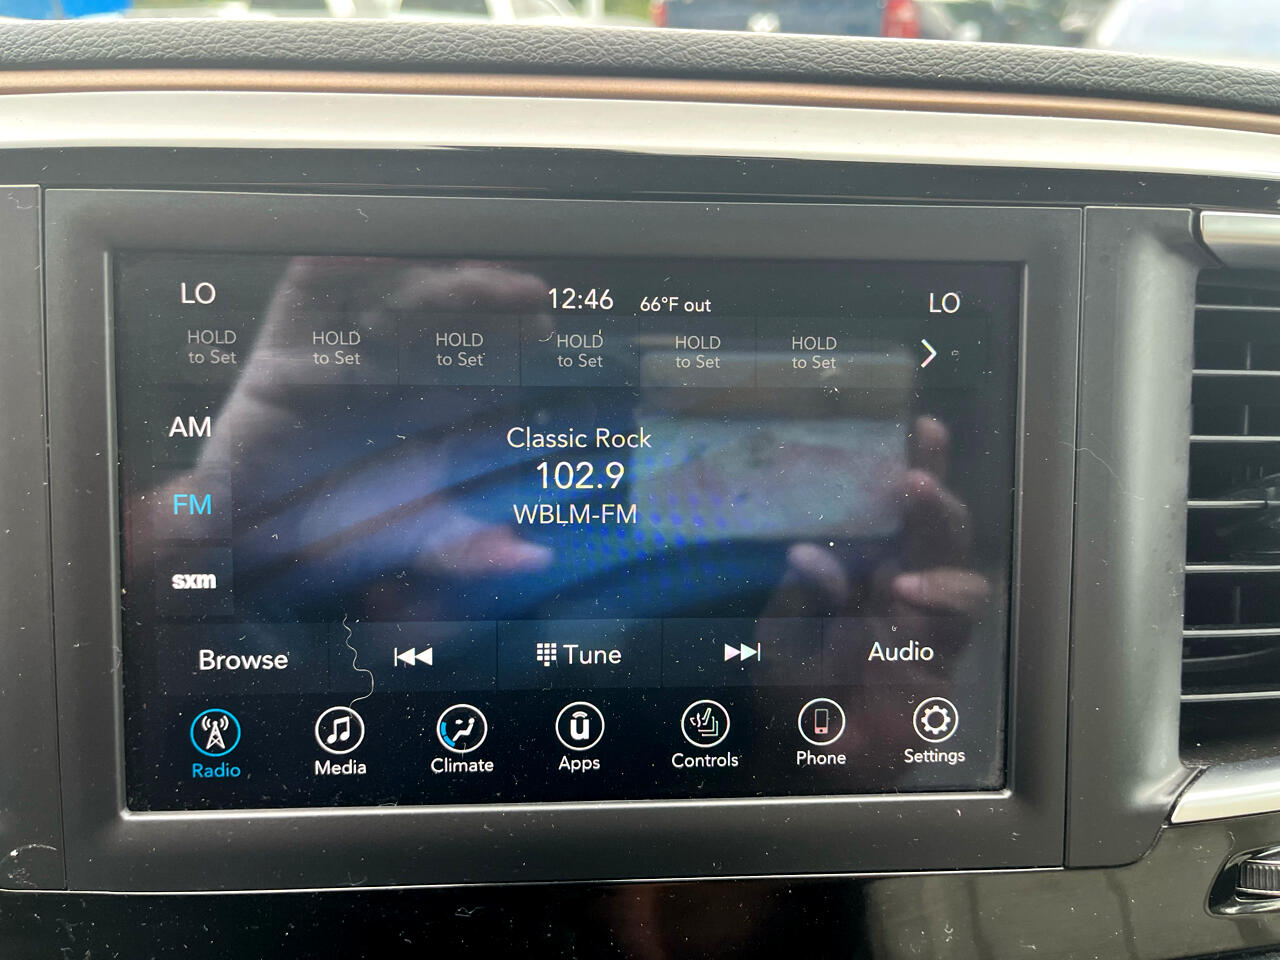 LO 12:46 66°F out LO
HOLD HOLD HOLD HOLD HOLD HOLD
to Set to Set to Set to Set to Set to Set
AM
Classic Rock
102.9
FM
WBLM-FM
sxm
Browse Tune Audio
Radio Media Climate Apps Controls Phone Settings